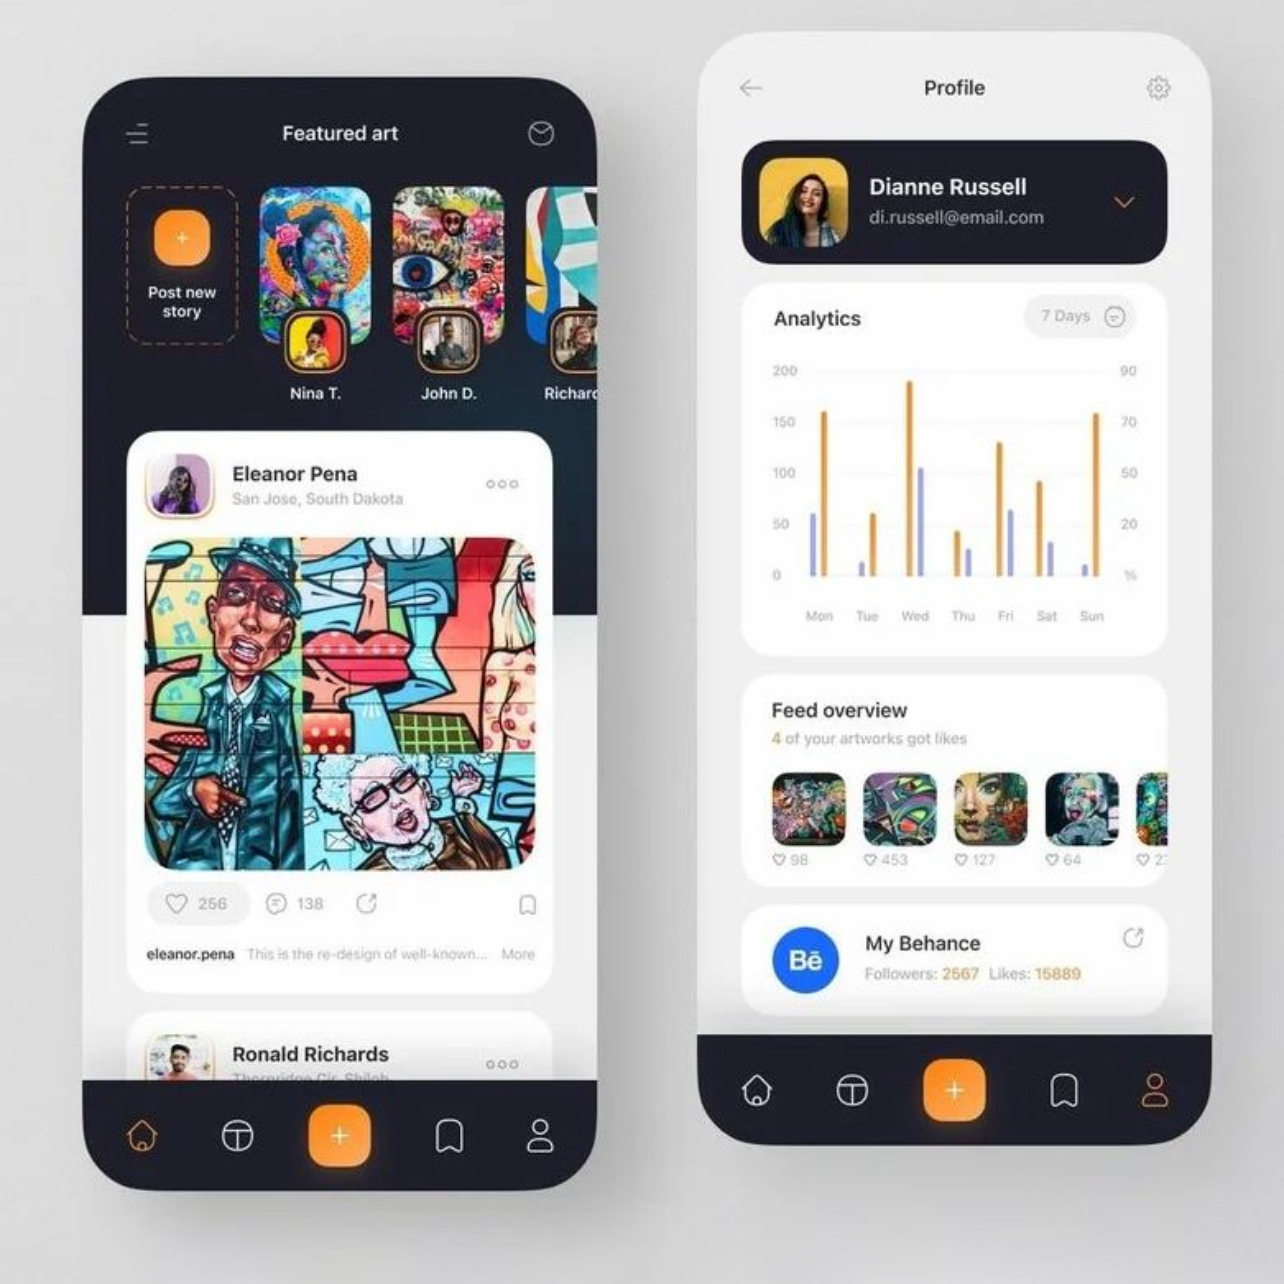 Featured art
Post new
story
Nina T.
John D.
Richard
Eleanor Pena
San Jose, South Dakota
256
138
eleanor.pena This is the re-design of well-known... More
Ronald Richards
Thornridge Cir. Shiloh
Profile
Dianne Russell
di.russell@email.com
Analytics
7 Days
200 90
150 70
100 50
50 20
0 %
Mon Tue Wed Thu Fri Sat Sun
Feed overview
4 of your artworks got likes
98 453 127 64
Bē
My Behance
Followers: 2567 Likes: 15889